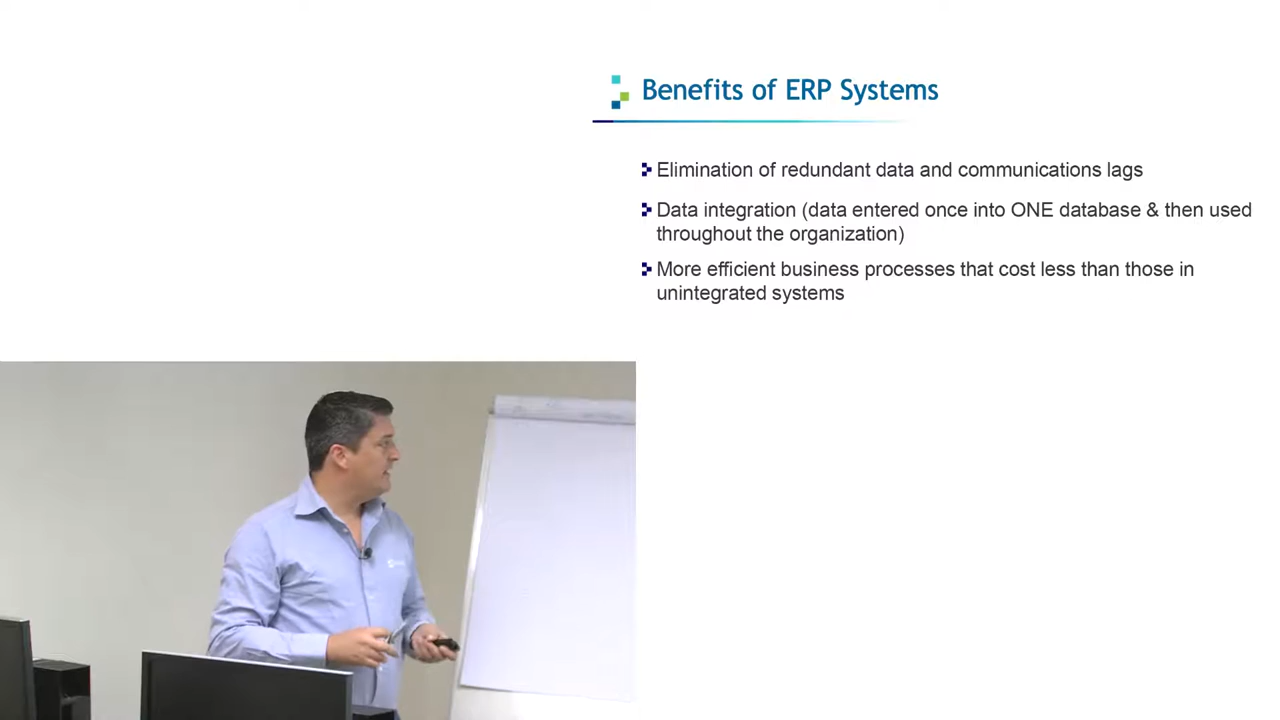 Benefits of ERP Systems
Elimination of redundant data and communications lags
Data integration (data entered once into ONE database & then used
throughout the organization)
More efficient business processes that cost less than those in
unintegrated systems